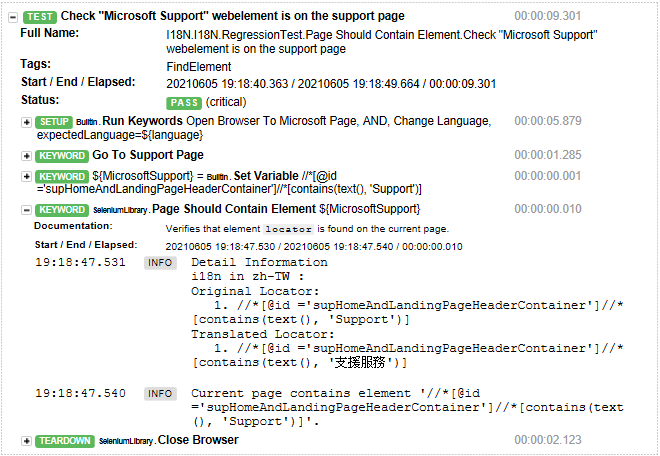 TEST Check "Microsoft Support" webelement is on the support page 00:00:09.301
Full Name: I18N.I18N.RegressionTest.Page Should Contain Element.Check "Microsoft Support"
webelement is on the support page
Tags: FindElement
Start / End / Elapsed: 20210605 19:18:40.363 / 20210605 19:18:49.664 / 00:00:09.301
Status: PASS (critical)
SETUP BuiltIn.Run Keywords Open Browser To Microsoft Page, AND, Change Language, 00:00:05.879
expectedLanguage=${language}
KEYWORD Go To Support Page 00:00:01.285
KEYWORD ${MicrosoftSupport} = BuiltIn.Set Variable //*[@id 00:00:00.001
='supHomeAndLandingPageHeaderContainer']//*[contains(text(), 'Support')]
KEYWORD SeleniumLibrary.Page Should Contain Element ${MicrosoftSupport} 00:00:00.010
Documentation: Verifies that element locator is found on the current page.
Start / End / Elapsed: 20210605 19:18:47.530 / 20210605 19:18:47.540 / 00:00:00.010
19:18:47.531 INFO Detail Information
i18n in zh-TW :
Original Locator:
1. //*[@id ='supHomeAndLandingPageHeaderContainer']//*
[contains(text(), 'Support')]
Translated Locator:
1. //*[@id ='supHomeAndLandingPageHeaderContainer']//*
[contains(text(), '支援服務')]
19:18:47.540 INFO Current page contains element '//*[@id
='supHomeAndLandingPageHeaderContainer']//*[contains(text
(), 'Support')]'.
TEARDOWN SeleniumLibrary.Close Browser 00:00:02.123